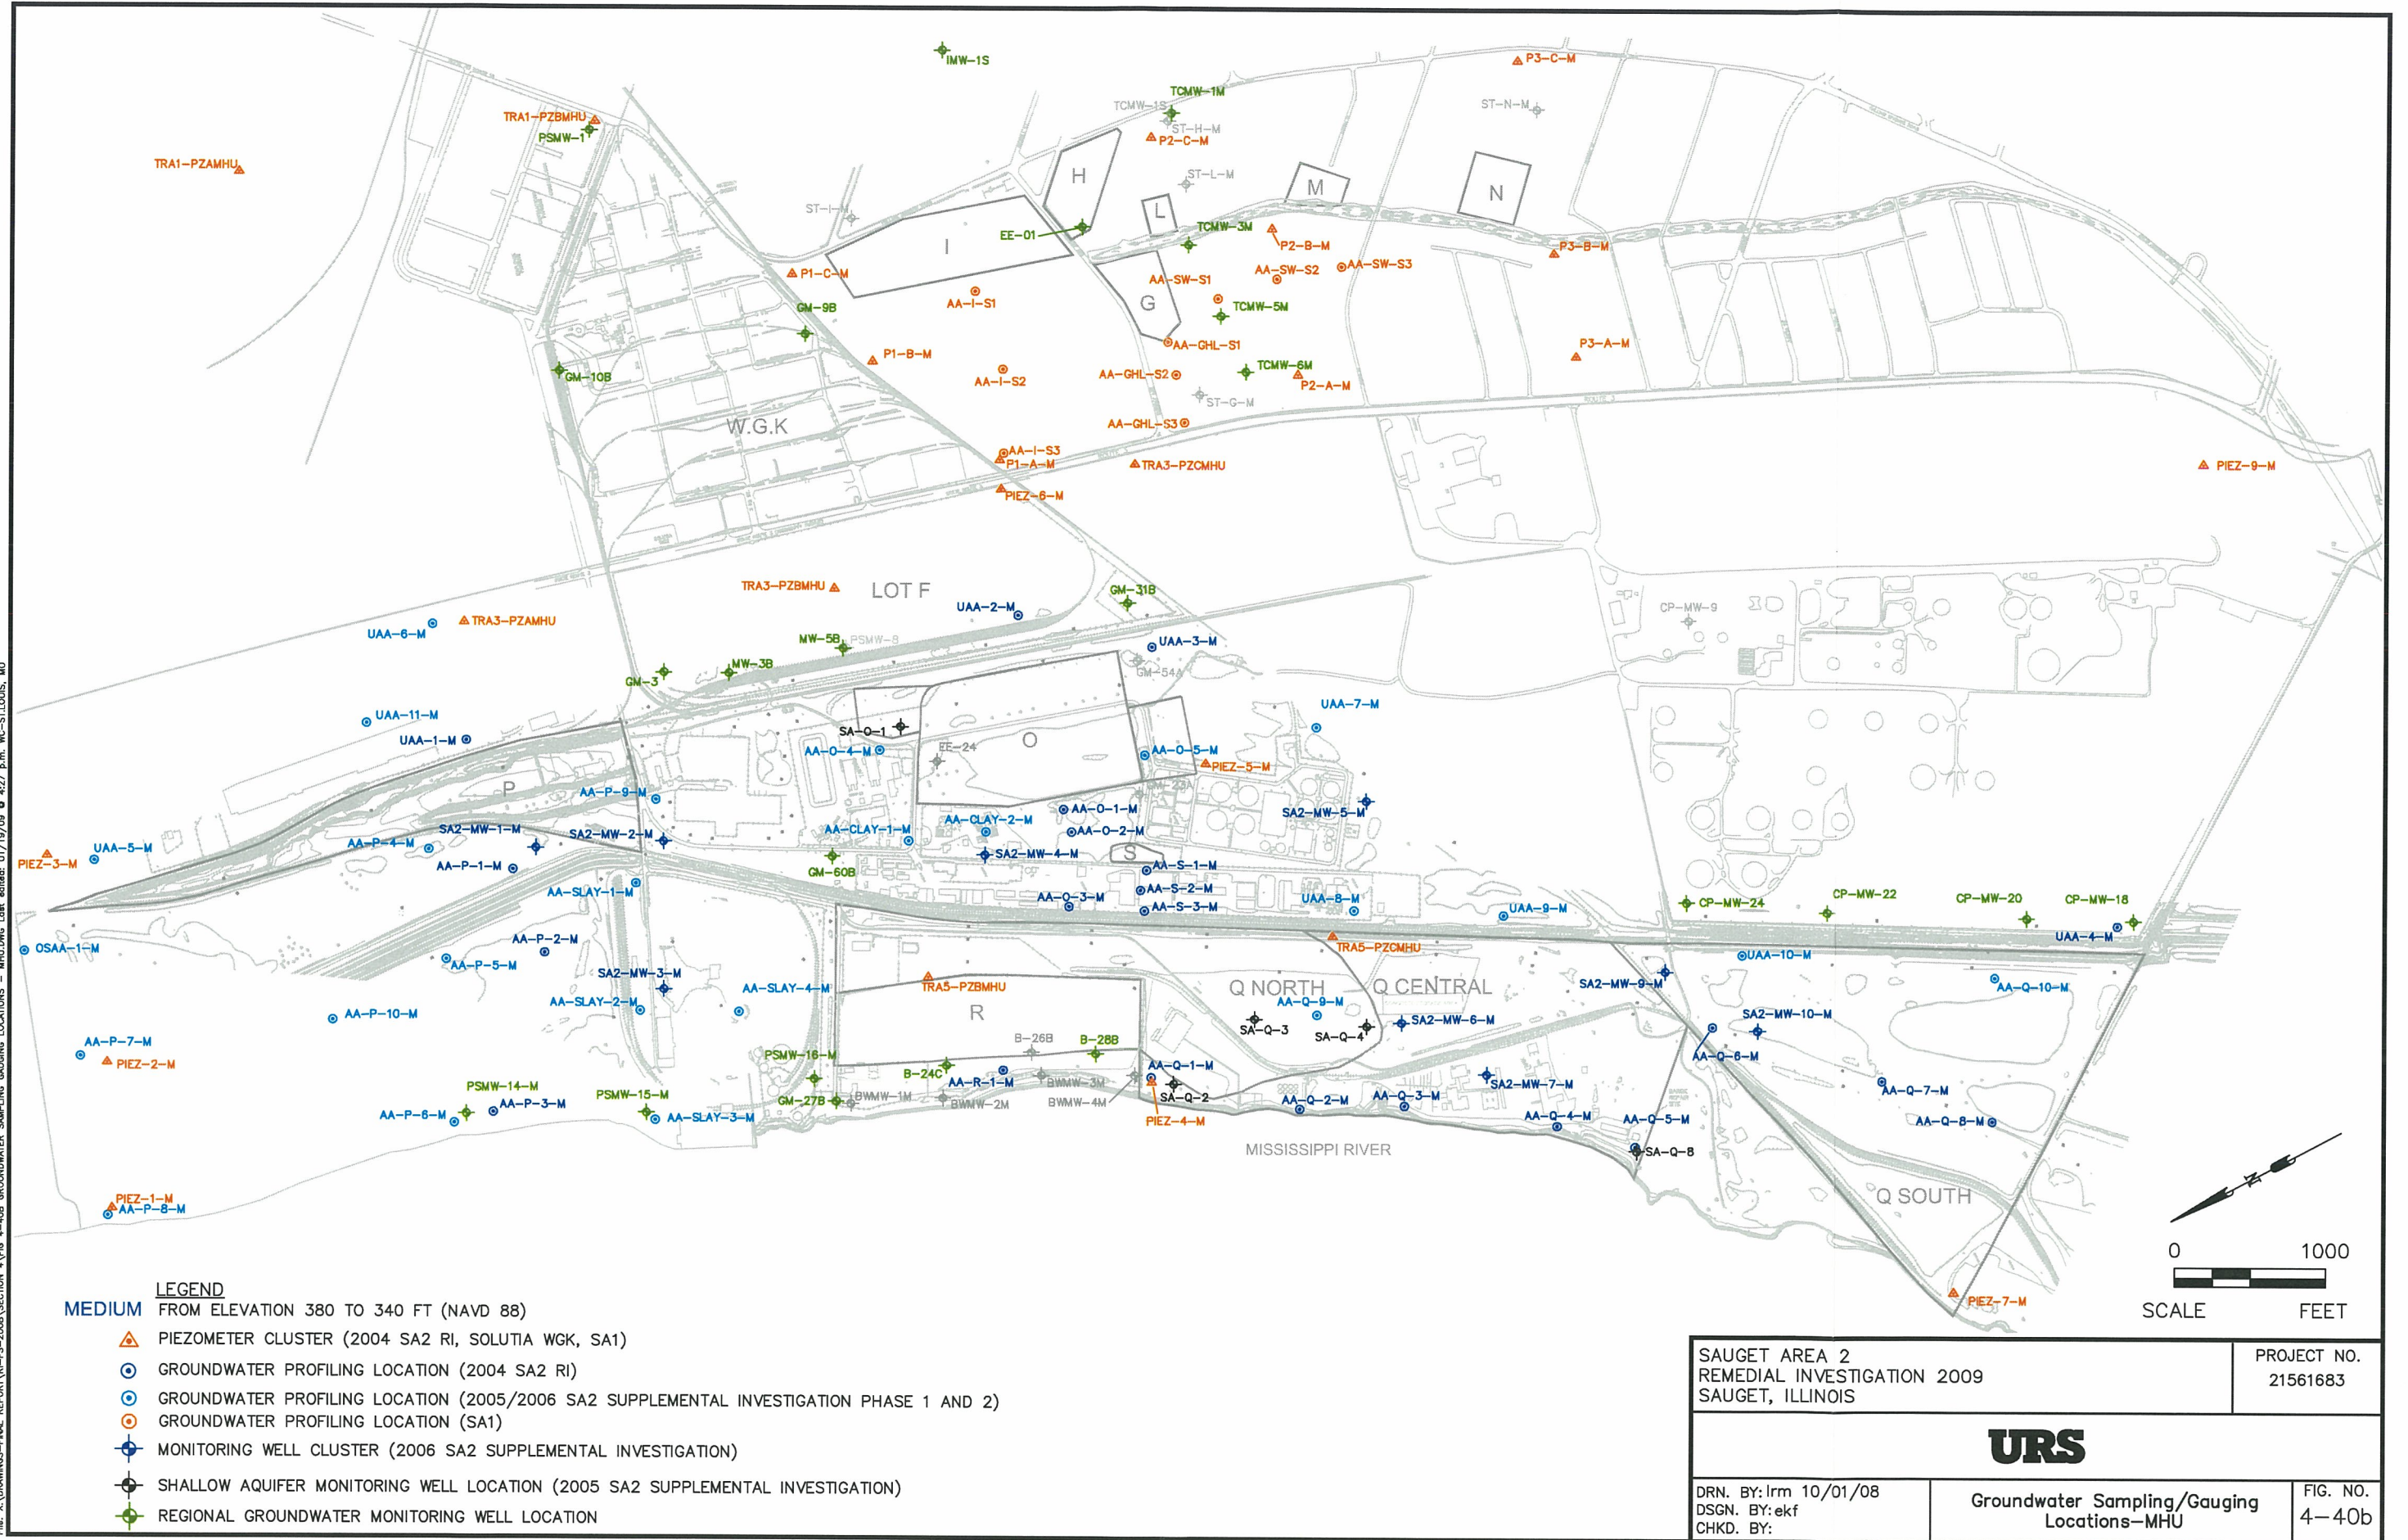 IMW-1S
P3-C-M
TCMW-1M
TCMW-1S
ST-H-M
P2-C-M
ST-N-M
TRA1-PZBMHU
PSMW-1
TRA1-PZAMHU
H
ST-L-M
M
N
L
ST-I-M
EE-01
TCMW-3M
P2-B-M
P3-B-M
I
P1-C-M
AA-SW-S1
AA-SW-S2
AA-SW-S3
AA-I-S1
G
TCMW-5M
GM-9B
AA-GHL-S1
P3-A-M
P1-B-M
GM-10B
AA-I-S2
AA-GHL-S2
TCMW-6M
P2-A-M
ST-G-M
ROUTE 3
W.G.K
AA-GHL-S3
AA-I-S3
P1-A-M
TRA3-PZCMHU
PIEZ-9-M
PIEZ-6-M
TRA3-PZBMHU
LOT F
GM-31B
UAA-2-M
CP-MW-9
UAA-6-M
TRA3-PZAMHU
MW-5B
PSMW-8
UAA-3-M
GM-54A
MW-3B
GM-3
UAA-11-M
UAA-1-M
SA-O-1
UAA-7-M
AA-O-4-M
EE-24
O
AA-O-5-M
PIEZ-5-M
P
AA-P-9-M
GM-23A
AA-O-1-M
SA2-MW-5-M
AA-CLAY-1-M
AA-CLAY-2-M
AA-O-2-M
SA2-MW-1-M
SA2-MW-2-M
AA-P-4-M
UAA-5-M
PIEZ-3-M
AA-P-1-M
SA2-MW-4-M
S
AA-S-1-M
GM-60B
AA-SLAY-1-M
AA-S-2-M
AA-O-3-M
AA-S-3-M
UAA-8-M
UAA-9-M
CP-MW-24
CP-MW-22
CP-MW-20
CP-MW-18
UAA-4-M
OSAA-1-M
AA-P-2-M
AA-P-5-M
TRA5-PZCMHU
UAA-10-M
SA2-MW-3-M
TRA5-PZBMHU
Q NORTH
Q CENTRAL
SA2-MW-9-M
AA-Q-10-M
AA-SLAY-2-M
AA-SLAY-4-M
AA-P-10-M
R
AA-Q-9-M
SA-Q-3
SA-Q-4
SA2-MW-6-M
SA2-MW-10-M
AA-P-7-M
PIEZ-2-M
B-26B
B-28B
AA-Q-6-M
PSMW-16-M
B-24C
AA-R-1-M
AA-Q-1-M
BWMW-3M
BWMW-4M
SA-Q-2
SA2-MW-7-M
AA-Q-7-M
PSMW-14-M
AA-P-3-M
PSMW-15-M
GM-27B
BWMW-1M
BWMW-2M
AA-P-6-M
AA-SLAY-3-M
PIEZ-4-M
AA-Q-2-M
AA-Q-3-M
AA-Q-4-M
AA-Q-5-M
AA-Q-8-M
MISSISSIPPI RIVER
SA-Q-8
PIEZ-1-M
AA-P-8-M
Q SOUTH
N
PIEZ-7-M
0 1000
SCALE FEET
LEGEND
MEDIUM FROM ELEVATION 380 TO 340 FT (NAVD 88)
PIEZOMETER CLUSTER (2004 SA2 RI, SOLUTIA WGK, SA1)
GROUNDWATER PROFILING LOCATION (2004 SA2 RI)
GROUNDWATER PROFILING LOCATION (2005/2006 SA2 SUPPLEMENTAL INVESTIGATION PHASE 1 AND 2)
GROUNDWATER PROFILING LOCATION (SA1)
MONITORING WELL CLUSTER (2006 SA2 SUPPLEMENTAL INVESTIGATION)
SHALLOW AQUIFER MONITORING WELL LOCATION (2005 SA2 SUPPLEMENTAL INVESTIGATION)
REGIONAL GROUNDWATER MONITORING WELL LOCATION
SAUGET AREA 2
REMEDIAL INVESTIGATION 2009
SAUGET, ILLINOIS
PROJECT NO.
21561683
URS
DRN. BY: lrm 10/01/08
DSGN. BY: ekf
CHKD. BY:
Groundwater Sampling/Gauging
Locations-MHU
FIG. NO.
4-40b